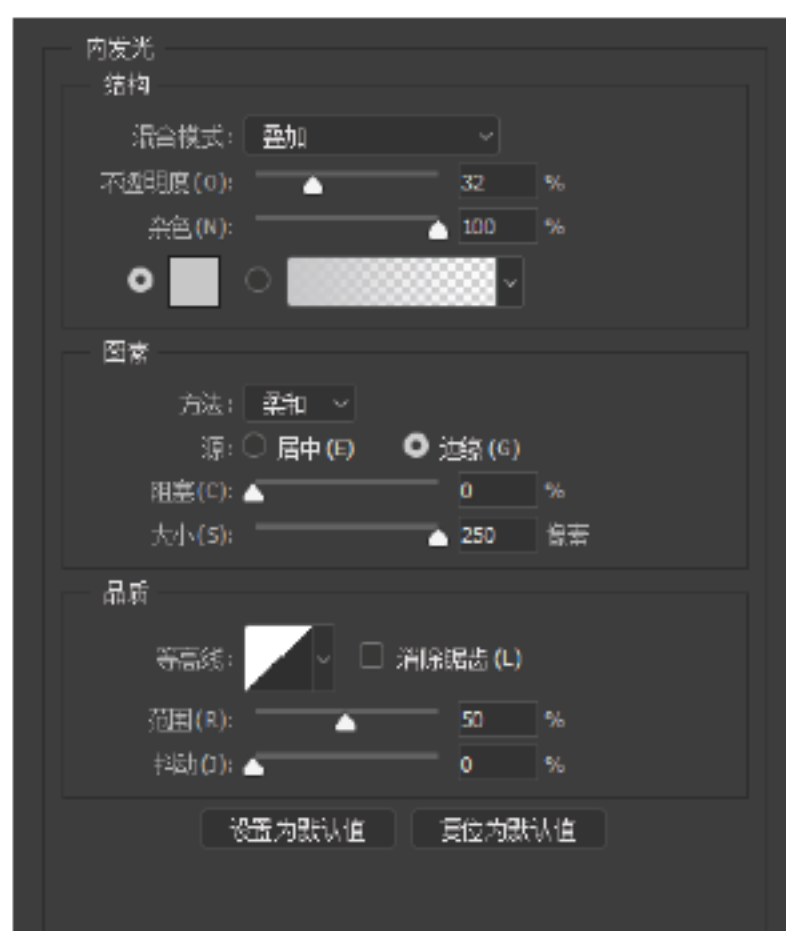 内发光
结构
混合模式: 叠加
不透明度(O): 32 %
杂色(N): 100 %
图素
方法: 柔和
源: 居中(E) 边缘(G)
阻塞(C): 0 %
大小(S): 250 像素
品质
等高线: 消除锯齿(L)
范围(R): 50 %
抖动(J): 0 %
设置为默认值 复位为默认值